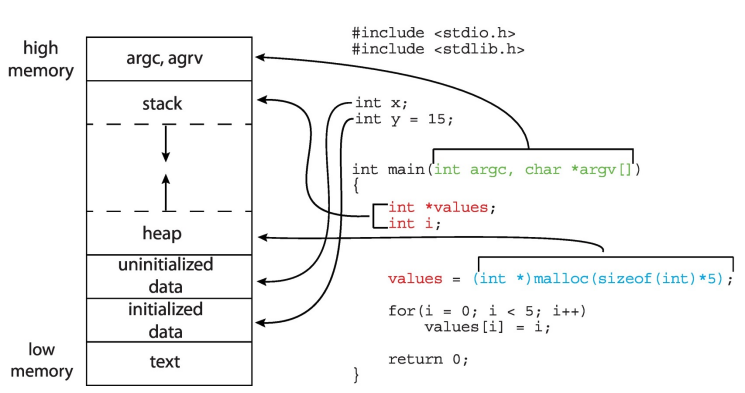 high
memory
argc, agrv
stack
heap
uninitialized
data
initialized
data
text
low
memory
#include <stdio.h>
#include <stdlib.h>
int x;
int y = 15;
int main(int argc, char *argv[])
{
int *values;
int i;
values = (int *)malloc(sizeof(int)*5);
for(i = 0; i < 5; i++)
values[i] = i;
return 0;
}